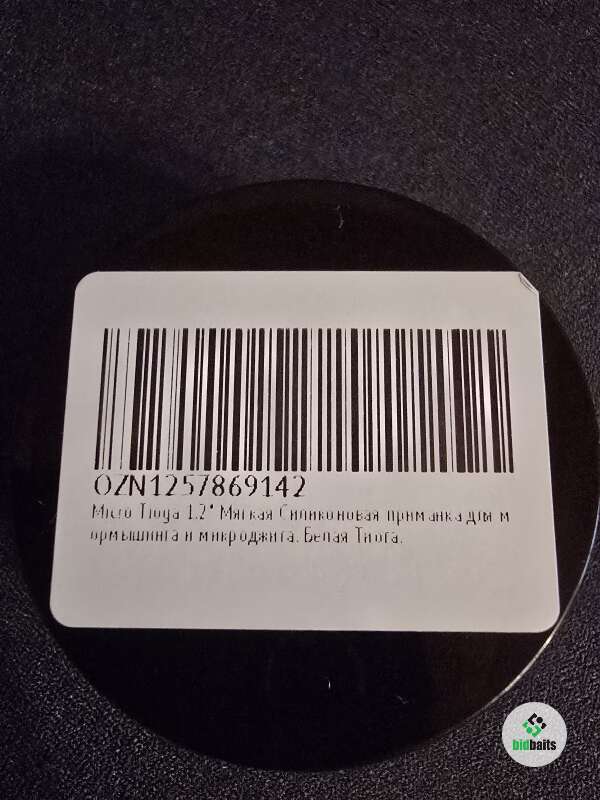 OZN1257869142
Micro Tioga 1.2" Мягкая Силиконовая приманка для м
ормышинга и микроджига. Белая Тиога.
bidbaits